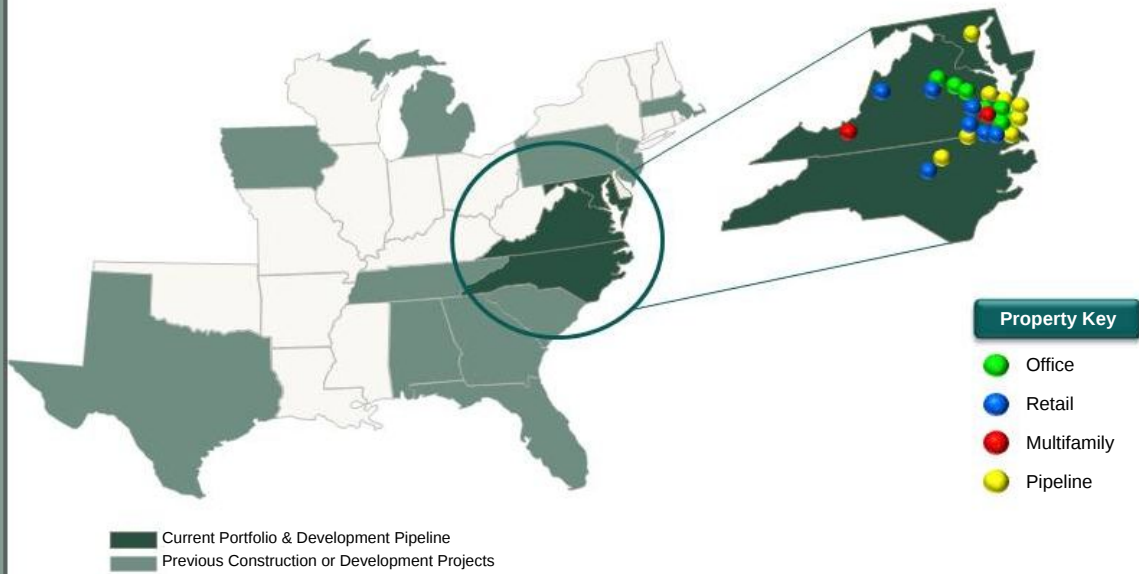 Property Key
Office
Retail
Multifamily
Pipeline
Current Portfolio & Development Pipeline
Previous Construction or Development Projects